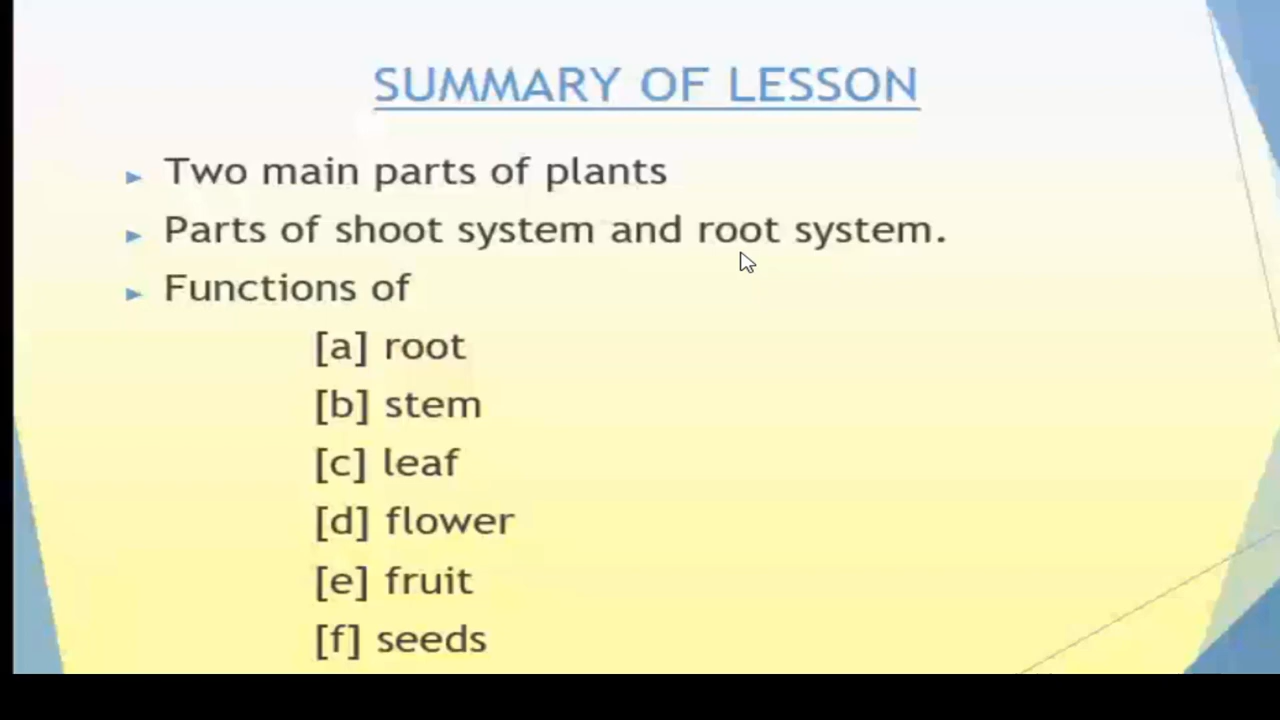 SUMMARY OF LESSON
Two main parts of plants
Parts of shoot system and root system.
Functions of
[a] root
[b] stem
[c] leaf
[d] flower
[e] fruit
[f] seeds